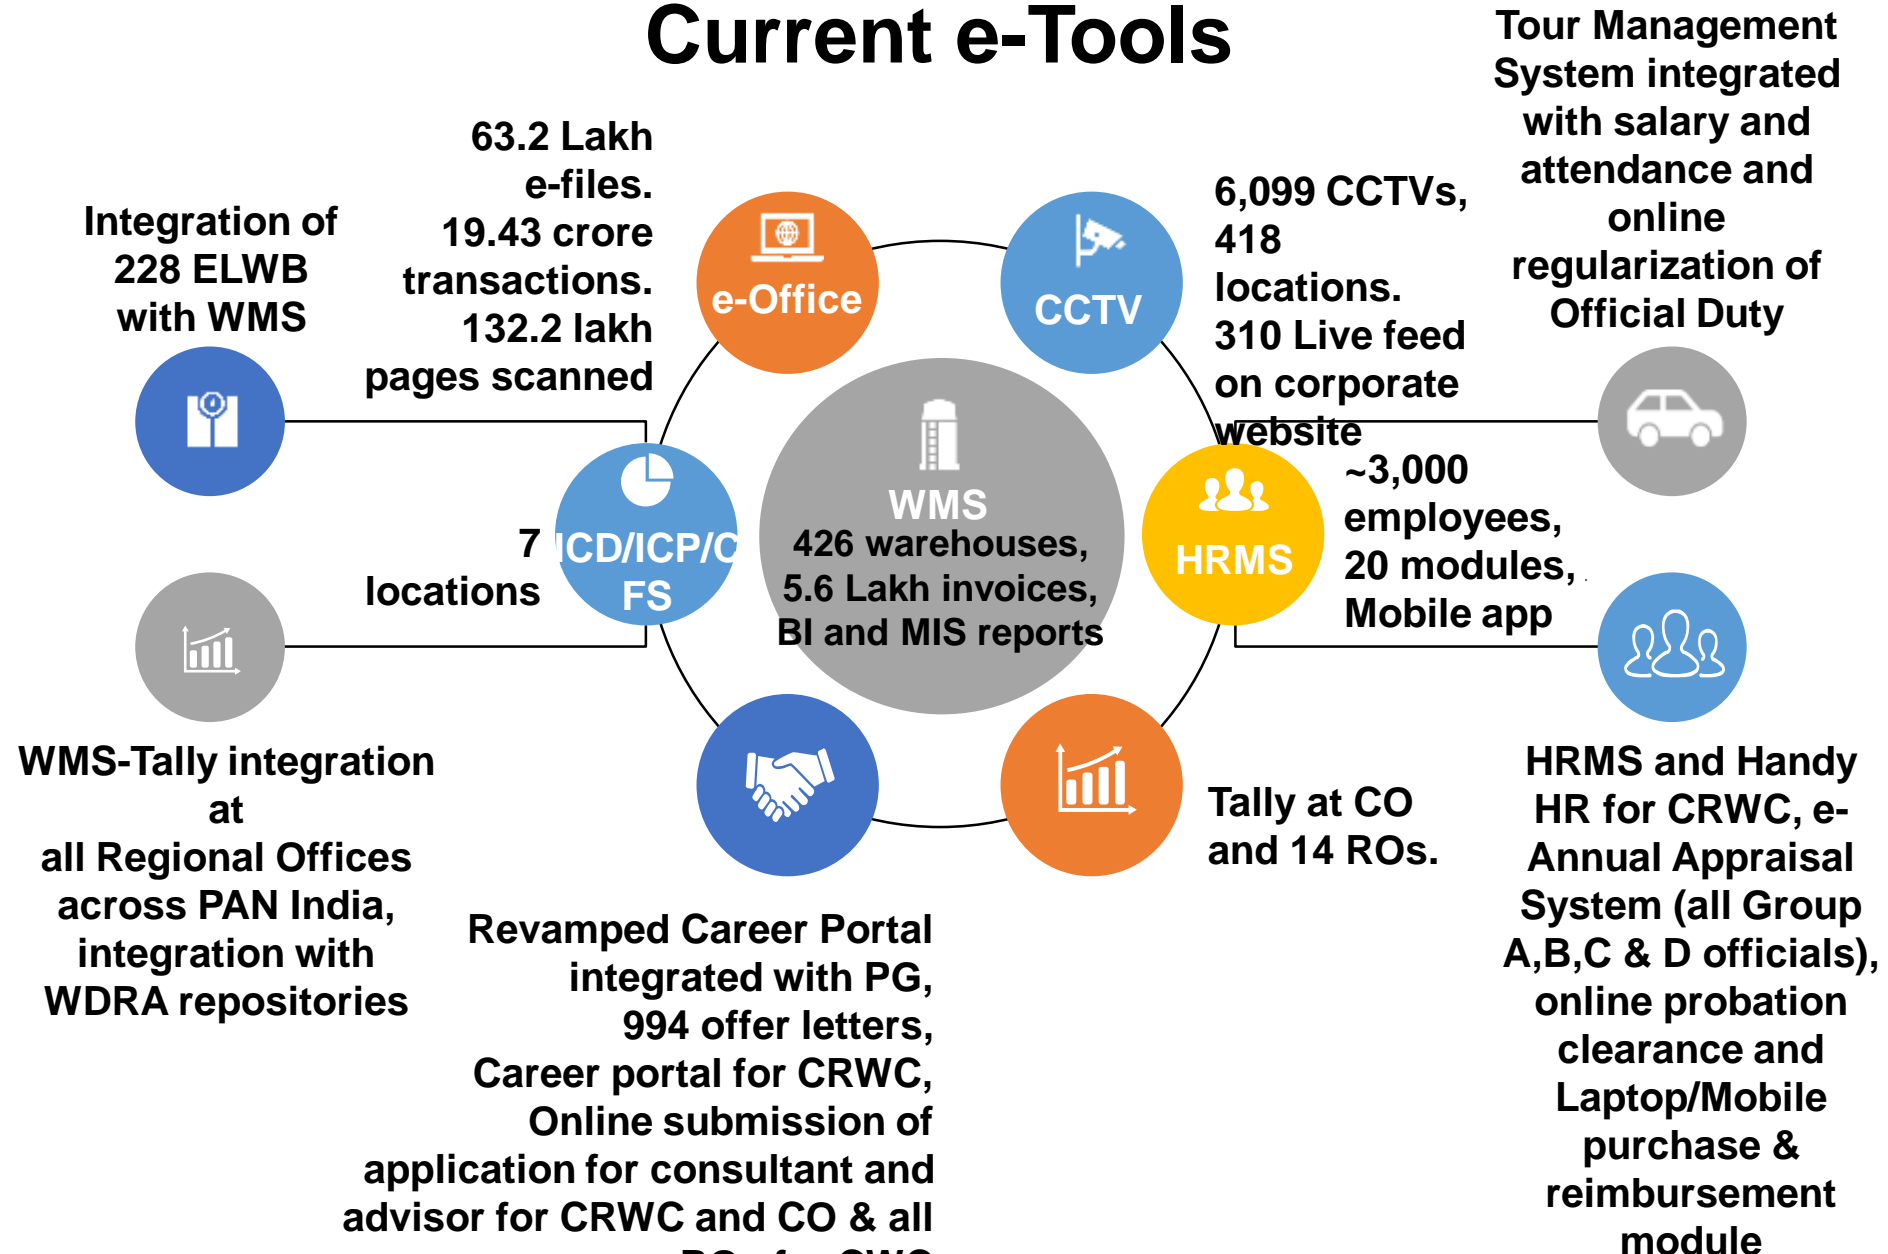 Current e-Tools
Tour Management
System integrated
with salary and
attendance and
online
regularization of
Official Duty
63.2 Lakh
e-files.
19.43 crore
transactions.
132.2 lakh
pages scanned
Integration of
228 ELWB
with WMS
e-Office
CCTV
6,099 CCTVs,
418
locations.
310 Live feed
on corporate
website
~3,000
employees,
20 modules,
Mobile app
7
locations
ICD/ICP/C
FS
WMS
426 warehouses,
5.6 Lakh invoices,
BI and MIS reports
HRMS
WMS-Tally integration
at
all Regional Offices
across PAN India,
integration with
WDRA repositories
Tally at CO
and 14 ROs.
HRMS and Handy
HR for CRWC, e-
Annual Appraisal
System (all Group
A,B,C & D officials),
online probation
clearance and
Laptop/Mobile
purchase &
reimbursement
module
Revamped Career Portal
integrated with PG,
994 offer letters,
Career portal for CRWC,
Online submission of
application for consultant and
advisor for CRWC and CO & all